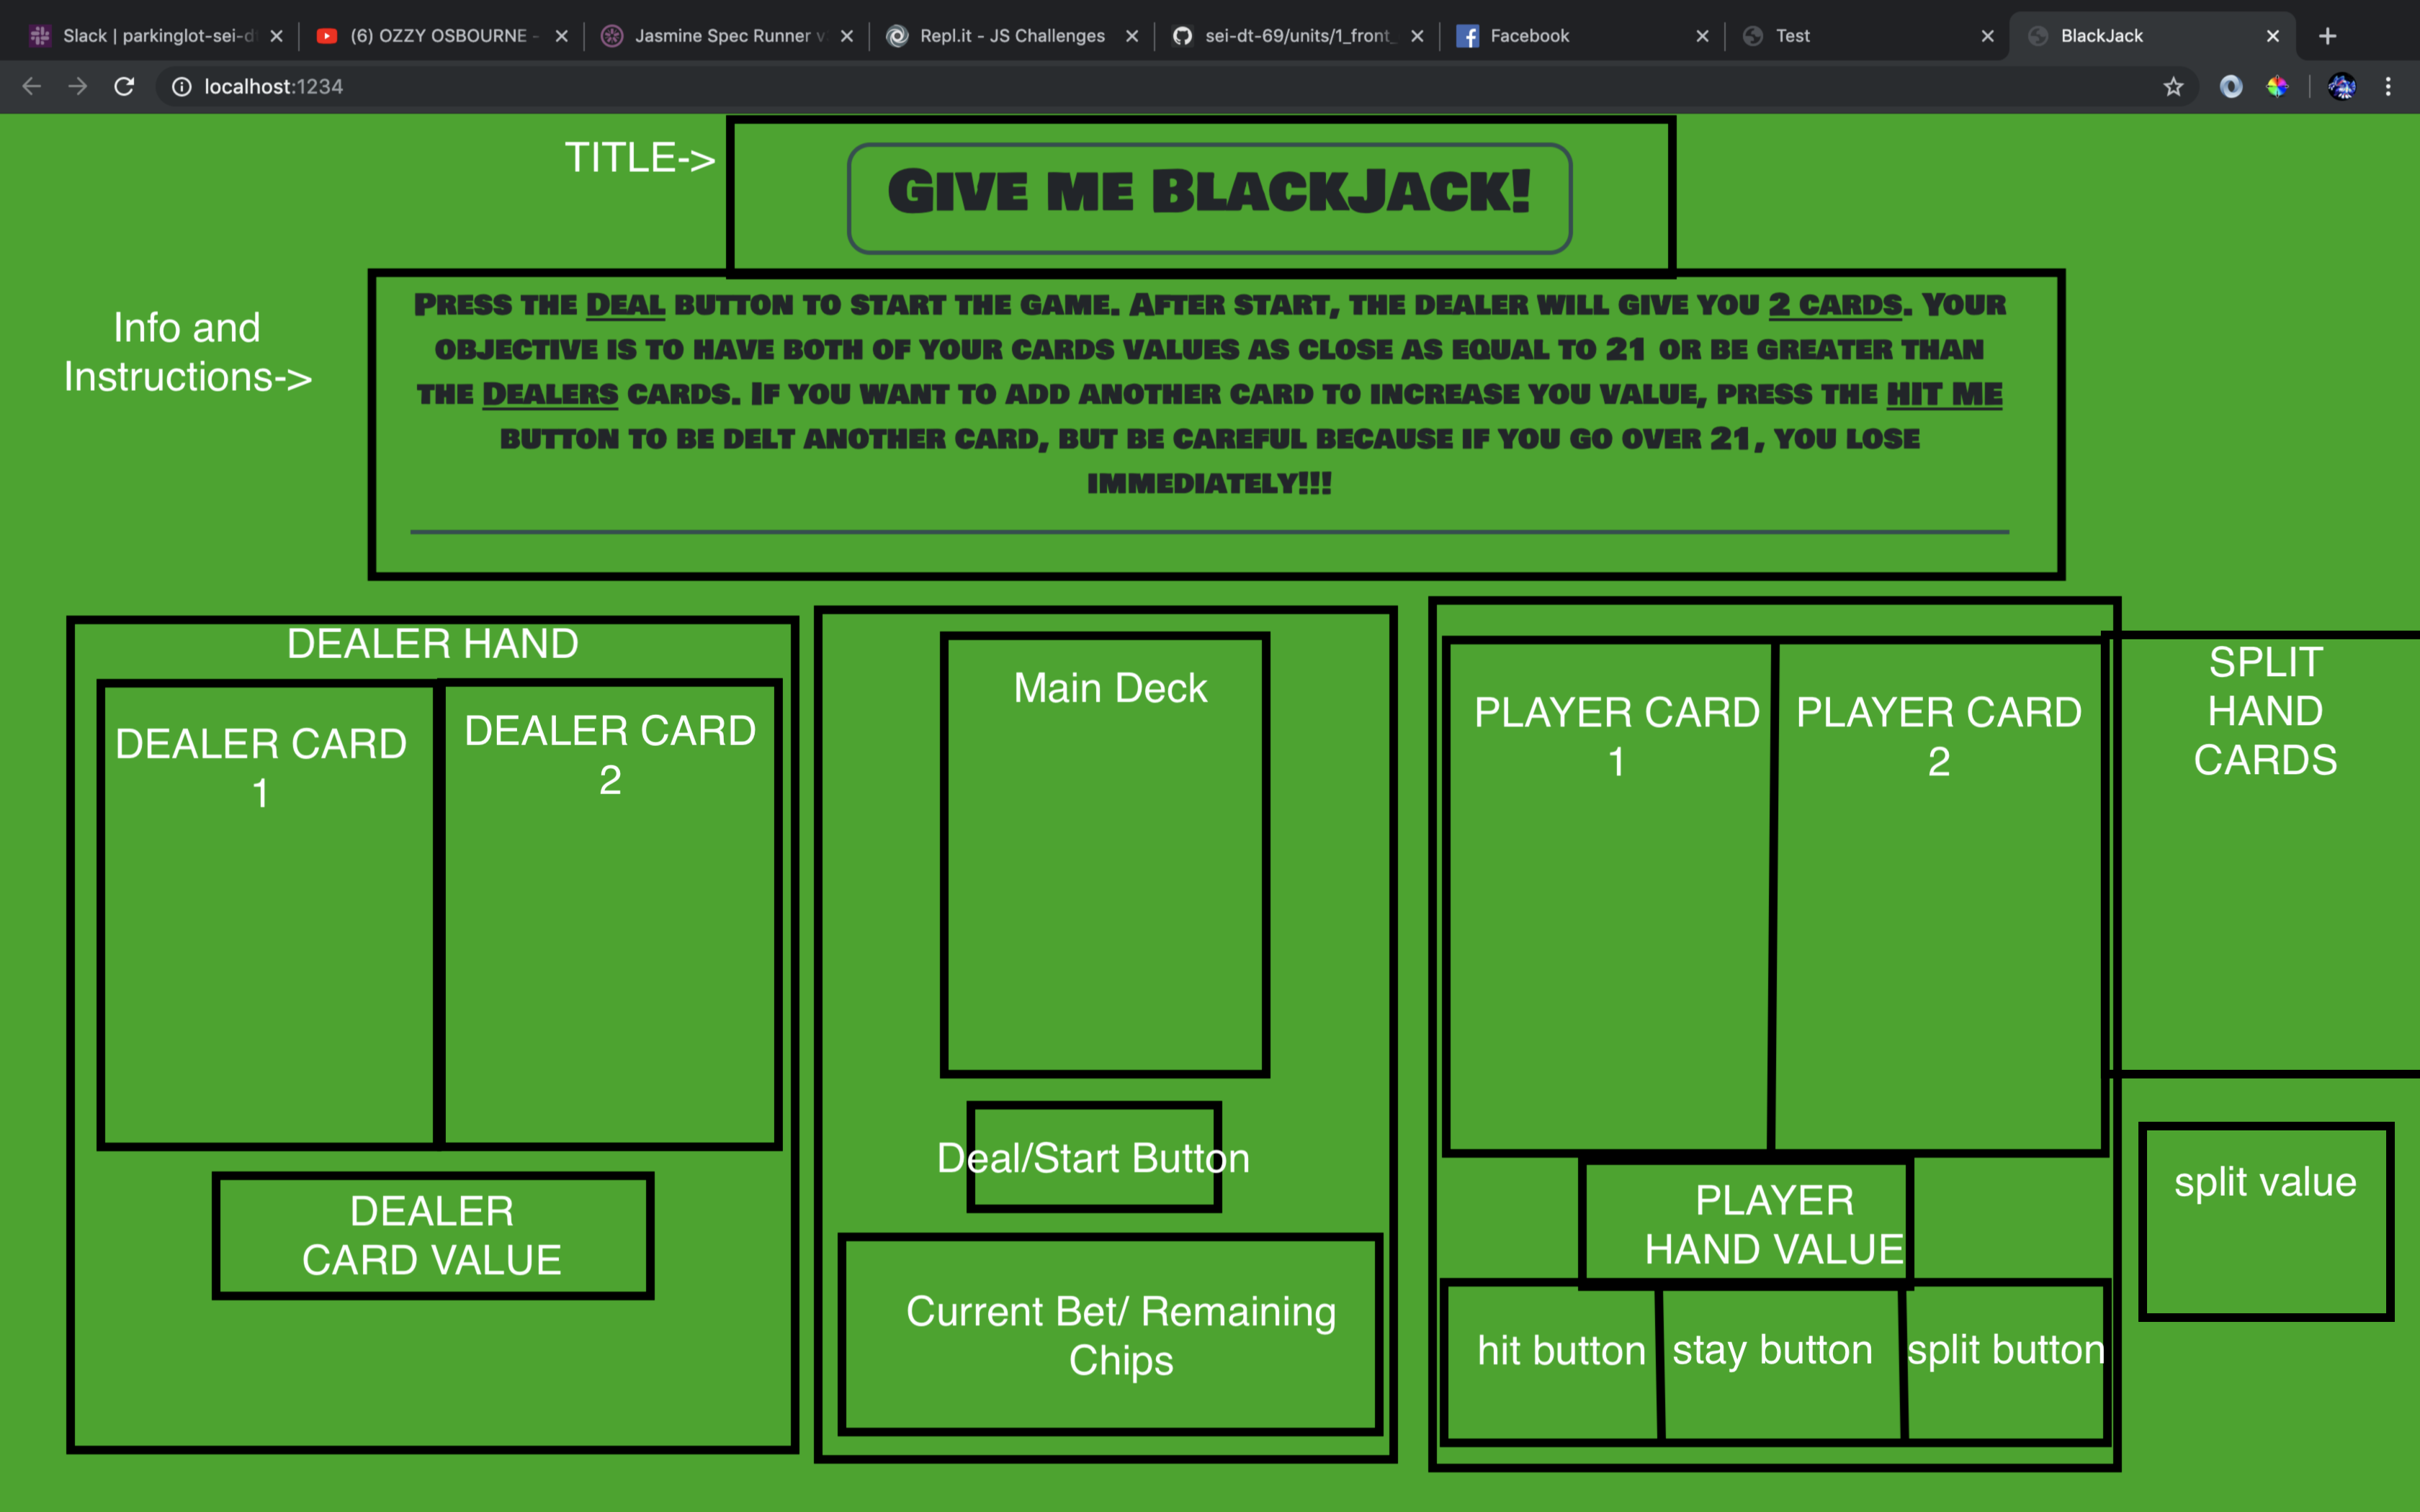 Slack | parkinglot-sei-d
(6) OZZY OSBOURNE -
Jasmine Spec Runner v
Repl.it - JS Challenges
sei-dt-69/units/1_front_
Facebook
Test
BlackJack
localhost:1234
TITLE->
Give me BlackJack!
Info and
Instructions->
Press the Deal button to start the game. After start, the dealer will give you 2 cards. Your
objective is to have both of your cards values as close as equal to 21 or be greater than
the Dealers cards. If you want to add another card to increase you value, press the HIT ME
button to be delt another card, but be careful because if you go over 21, you lose
immediately!!!
DEALER HAND
DEALER CARD
1
DEALER CARD
2
DEALER
CARD VALUE
Main Deck
Deal/Start Button
Current Bet/ Remaining
Chips
PLAYER CARD
1
PLAYER CARD
2
PLAYER
HAND VALUE
hit button
stay button
split button
SPLIT
HAND
CARDS
split value